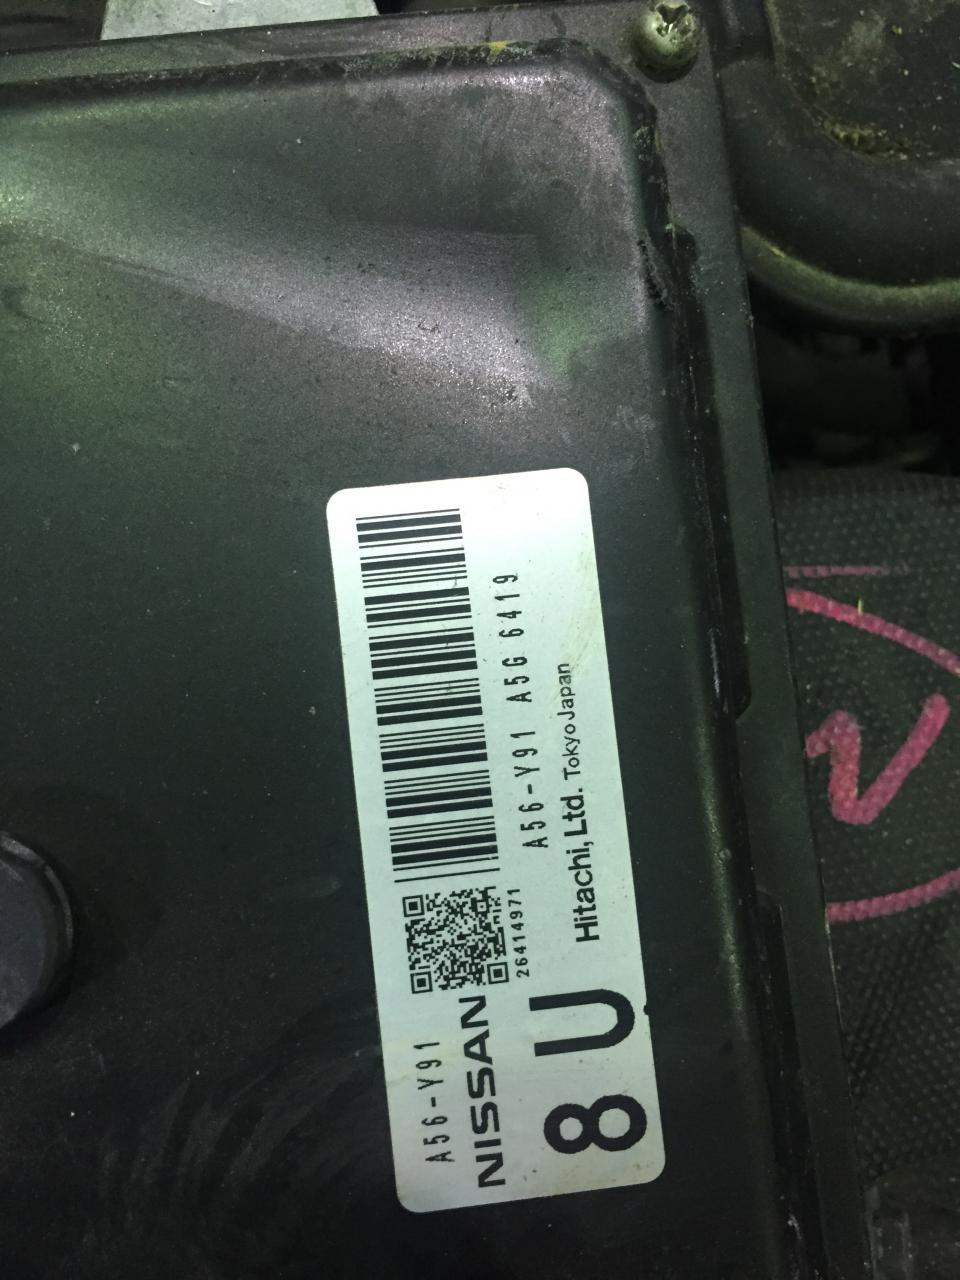 A56-Y91
NISSAN
26414971
A56-Y91 A5G 6419
8U
Hitachi, Ltd. Tokyo Japan
N